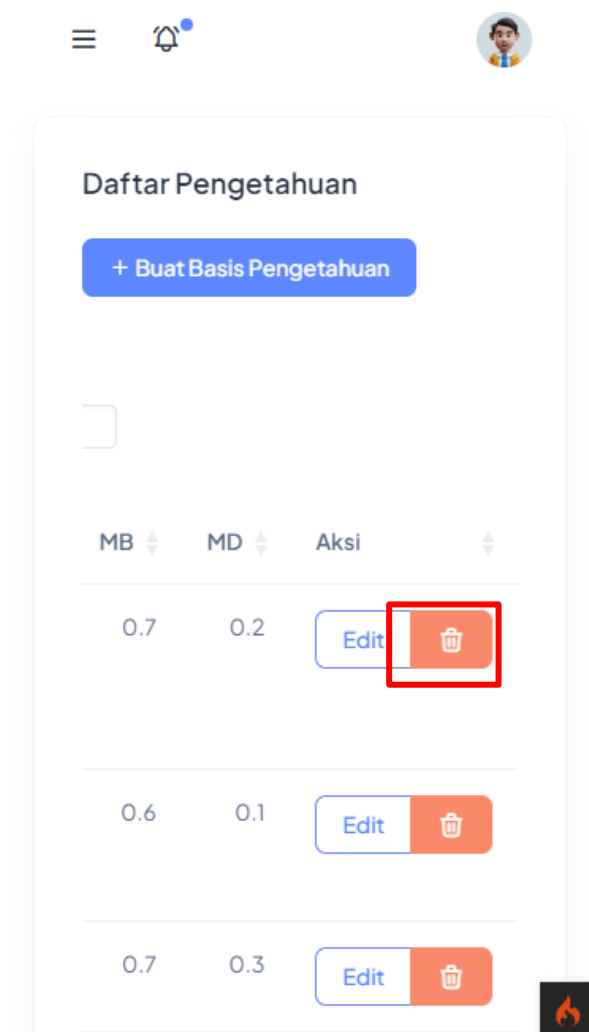 Daftar Pengetahuan
+ Buat Basis Pengetahuan
MB MD Aksi
0.7 0.2 Edit
0.6 0.1 Edit
0.7 0.3 Edit